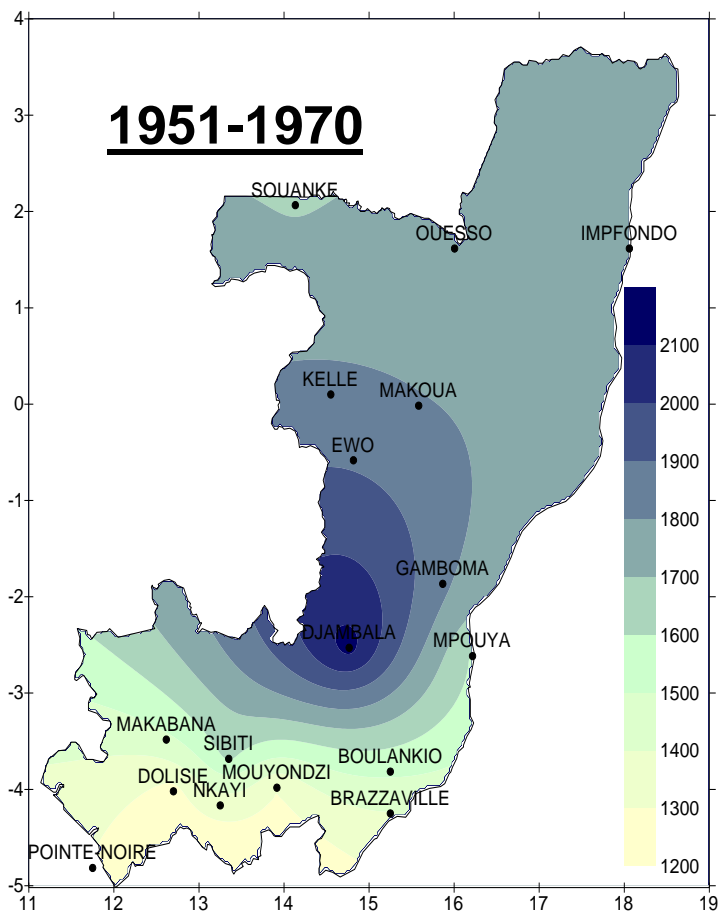 4
1951-1970
3
SOUANKE
2
OUESSO
IMPFONDO
1
2100
KELLE
MAKOUA
2000
0
EWO
1900
-1
1800
GAMBOMA
1700
-2
DJAMBALA
MPOUYA
1600
-3
1500
MAKABANA
SIBITI
BOULANKIO
1400
DOLISIE
MOUYONDZI
-4
NKAYI
BRAZZAVILLE
1300
POINTE-NOIRE
1200
-5
11 12 13 14 15 16 17 18 19